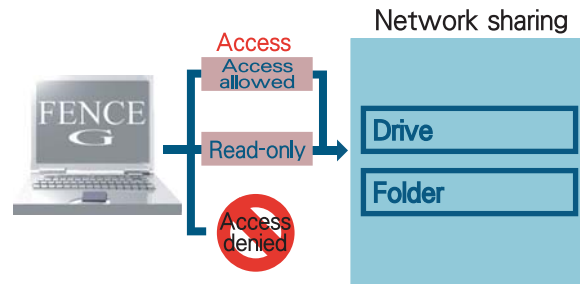 Network sharing
Access
Access
allowed
FENCE
G
Read-only
Access
denied
Drive
Folder